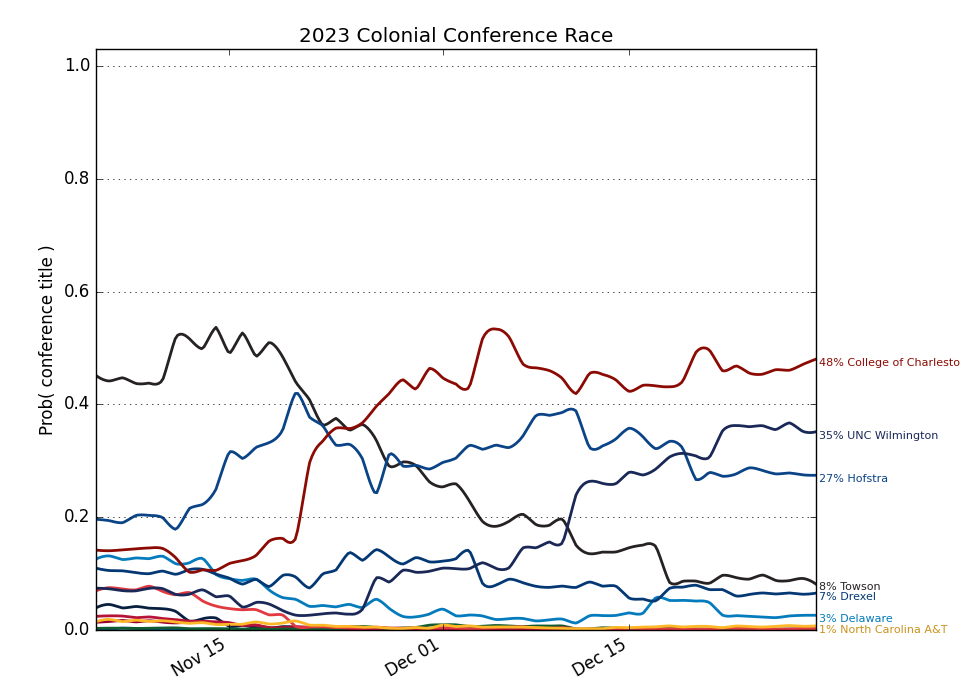 2023 Colonial Conference Race
Prob( conference title )
1.0
0.8
0.6
0.4
0.2
0.0
Nov 15
Dec 01
Dec 15
48% College of Charlesto
35% UNC Wilmington
27% Hofstra
8% Towson
7% Drexel
3% Delaware
1% North Carolina A&T